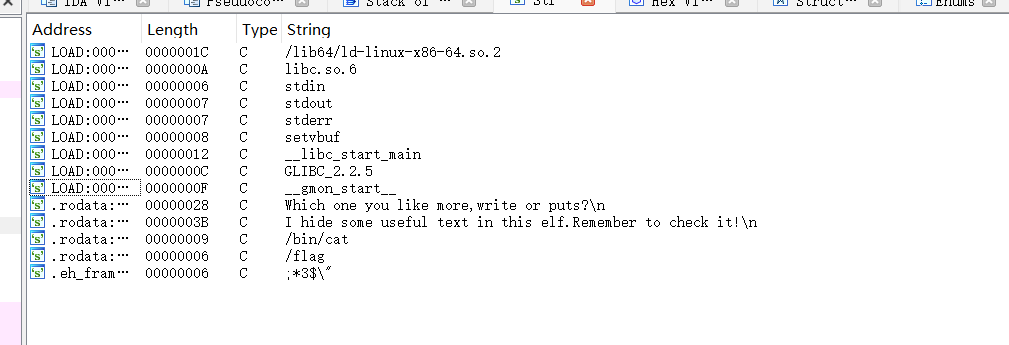 IDA Vi··· Pseudoco··· Stack of ··· Str Hex Vi··· Struct··· Enums
Address Length Type String
LOAD:000··· 0000001C C /lib64/ld-linux-x86-64.so.2
LOAD:000··· 0000000A C libc.so.6
LOAD:000··· 00000006 C stdin
LOAD:000··· 00000007 C stdout
LOAD:000··· 00000007 C stderr
LOAD:000··· 00000008 C setvbuf
LOAD:000··· 00000012 C __libc_start_main
LOAD:000··· 0000000C C GLIBC_2.2.5
LOAD:000··· 0000000F C __gmon_start__
.rodata:··· 00000028 C Which one you like more,write or puts?\n
.rodata:··· 0000003B C I hide some useful text in this elf.Remember to check it!\n
.rodata:··· 00000009 C /bin/cat
.rodata:··· 00000006 C /flag
.eh_fram··· 00000006 C ;*3$\"